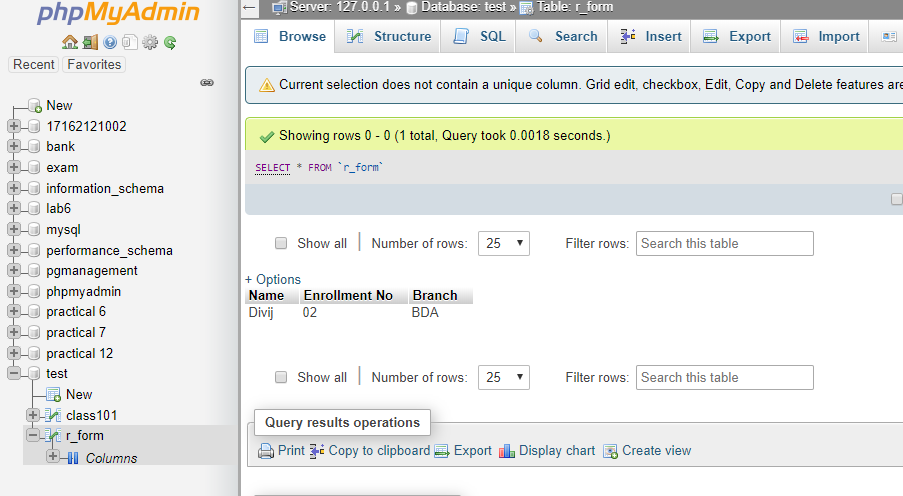 phpMyAdmin
Recent Favorites
New
17162121002
bank
exam
information_schema
lab6
mysql
performance_schema
pgmanagement
phpmyadmin
practical 6
practical 7
practical 12
test
New
class101
r_form
Columns
Server: 127.0.0.1 » Database: test » Table: r_form
Browse Structure SQL Search Insert Export Import
Current selection does not contain a unique column. Grid edit, checkbox, Edit, Copy and Delete features are
Showing rows 0 - 0 (1 total, Query took 0.0018 seconds.)
SELECT * FROM `r_form`
Show all | Number of rows: 25 Filter rows: Search this table
+ Options
Name Enrollment No Branch
Divij 02 BDA
Show all | Number of rows: 25 Filter rows: Search this table
Query results operations
Print Copy to clipboard Export Display chart Create view